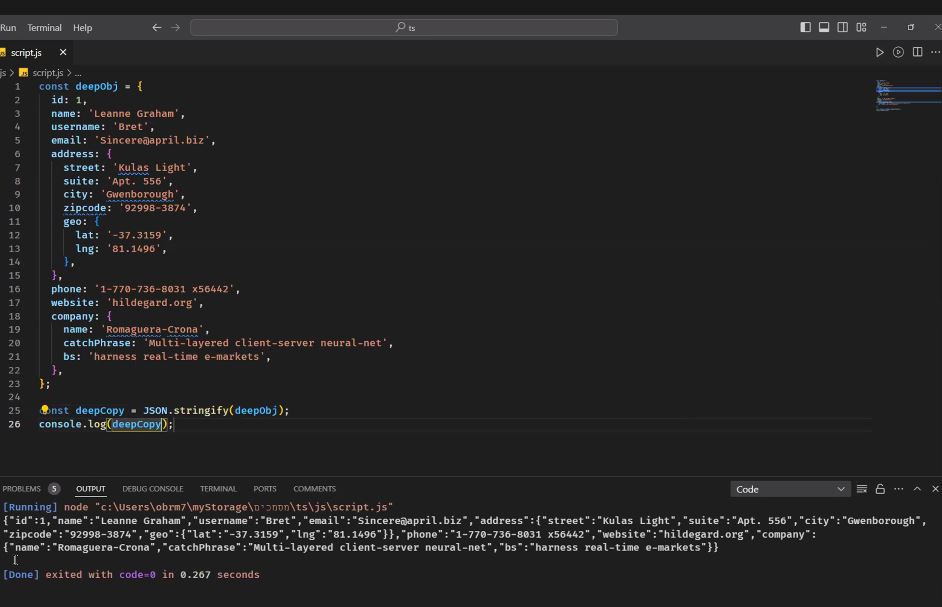 Run Terminal Help ts
script.js
js > script.js > ...
1 const deepObj = {
2 id: 1,
3 name: 'Leanne Graham',
4 username: 'Bret',
5 email: 'Sincere@april.biz',
6 address: {
7 street: 'Kulas Light',
8 suite: 'Apt. 556',
9 city: 'Gwenborough',
10 zipcode: '92998-3874',
11 geo: {
12 lat: '-37.3159',
13 lng: '81.1496',
14 },
15 },
16 phone: '1-770-736-8031 x56442',
17 website: 'hildegard.org',
18 company: {
19 name: 'Romaguera-Crona',
20 catchPhrase: 'Multi-layered client-server neural-net',
21 bs: 'harness real-time e-markets',
22 },
23 };
24
25 const deepCopy = JSON.stringify(deepObj);
26 console.log(deepCopy);
PROBLEMS 5 OUTPUT DEBUG CONSOLE TERMINAL PORTS COMMENTS Code
[Running] node "c:\Users\obrm7\myStorage\מסמכים\ts\js\script.js"
{"id":1,"name":"Leanne Graham","username":"Bret","email":"Sincere@april.biz","address":{"street":"Kulas Light","suite":"Apt. 556","city":"Gwenborough",
"zipcode":"92998-3874","geo":{"lat":"-37.3159","lng":"81.1496"}},"phone":"1-770-736-8031 x56442","website":"hildegard.org","company":
{"name":"Romaguera-Crona","catchPhrase":"Multi-layered client-server neural-net","bs":"harness real-time e-markets"}}
[Done] exited with code=0 in 0.267 seconds